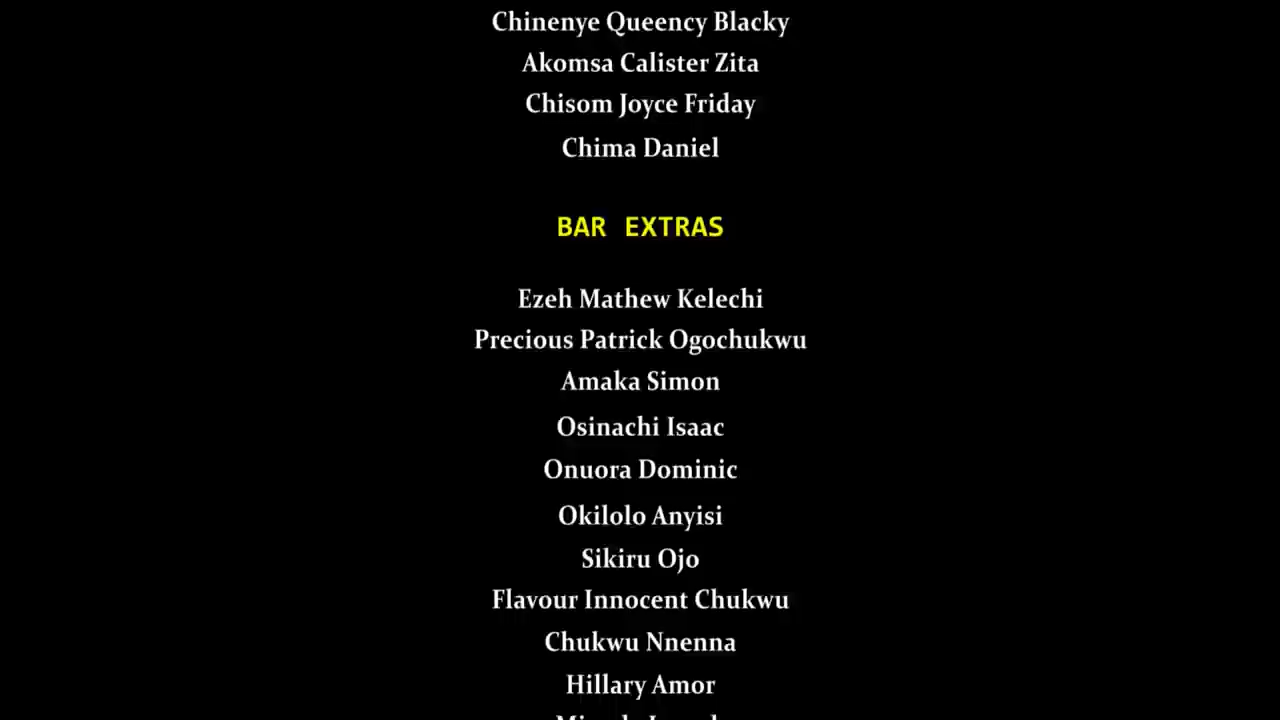 Chinenye Queency Blacky
Akomsa Calister Zita
Chisom Joyce Friday
Chima Daniel
BAR EXTRAS
Ezeh Mathew Kelechi
Precious Patrick Ogochukwu
Amaka Simon
Osinachi Isaac
Onuora Dominic
Okilolo Anyisi
Sikiru Ojo
Flavour Innocent Chukwu
Chukwu Nnenna
Hillary Amor